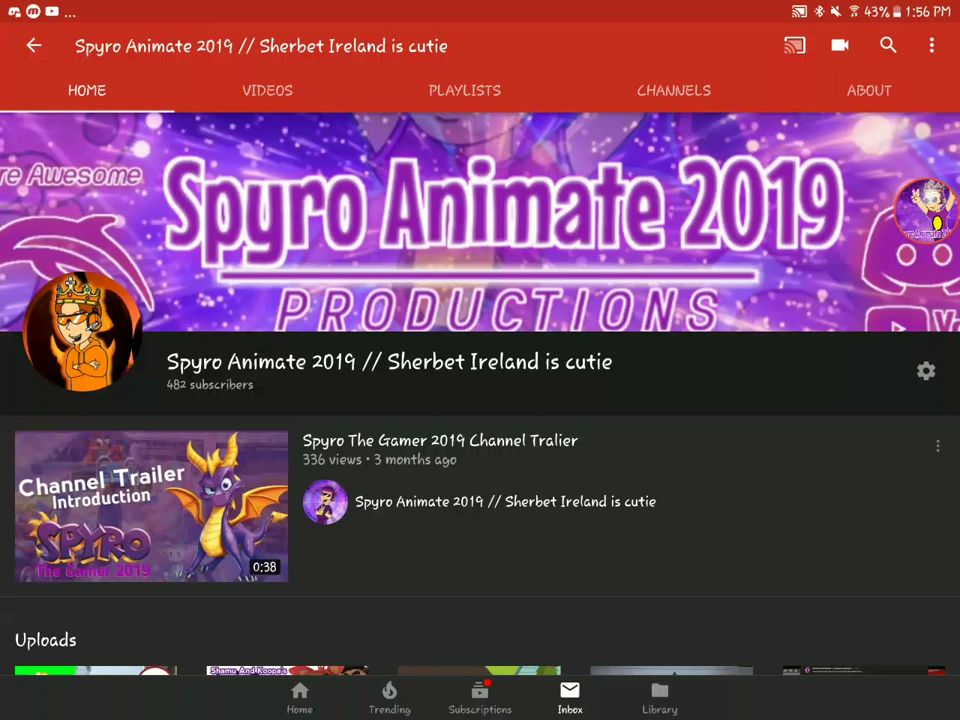 ... 43% 1:56 PM
Spyro Animate 2019 // Sherbet Ireland is cutie
HOME VIDEOS PLAYLISTS CHANNELS ABOUT
re Awesome
Spyro Animate 2019
PRODUCTIONS
Spyro Animate 2019 // Sherbet Ireland is cutie
482 subscribers
Channel Trailer
Introduction
SPYRO
The Gamer 2019
0:38
Spyro The Gamer 2019 Channel Tralier
336 views • 3 months ago
Spyro Animate 2019 // Sherbet Ireland is cutie
Uploads
Shamu And Koopa's
Home Trending Subscriptions Inbox Library